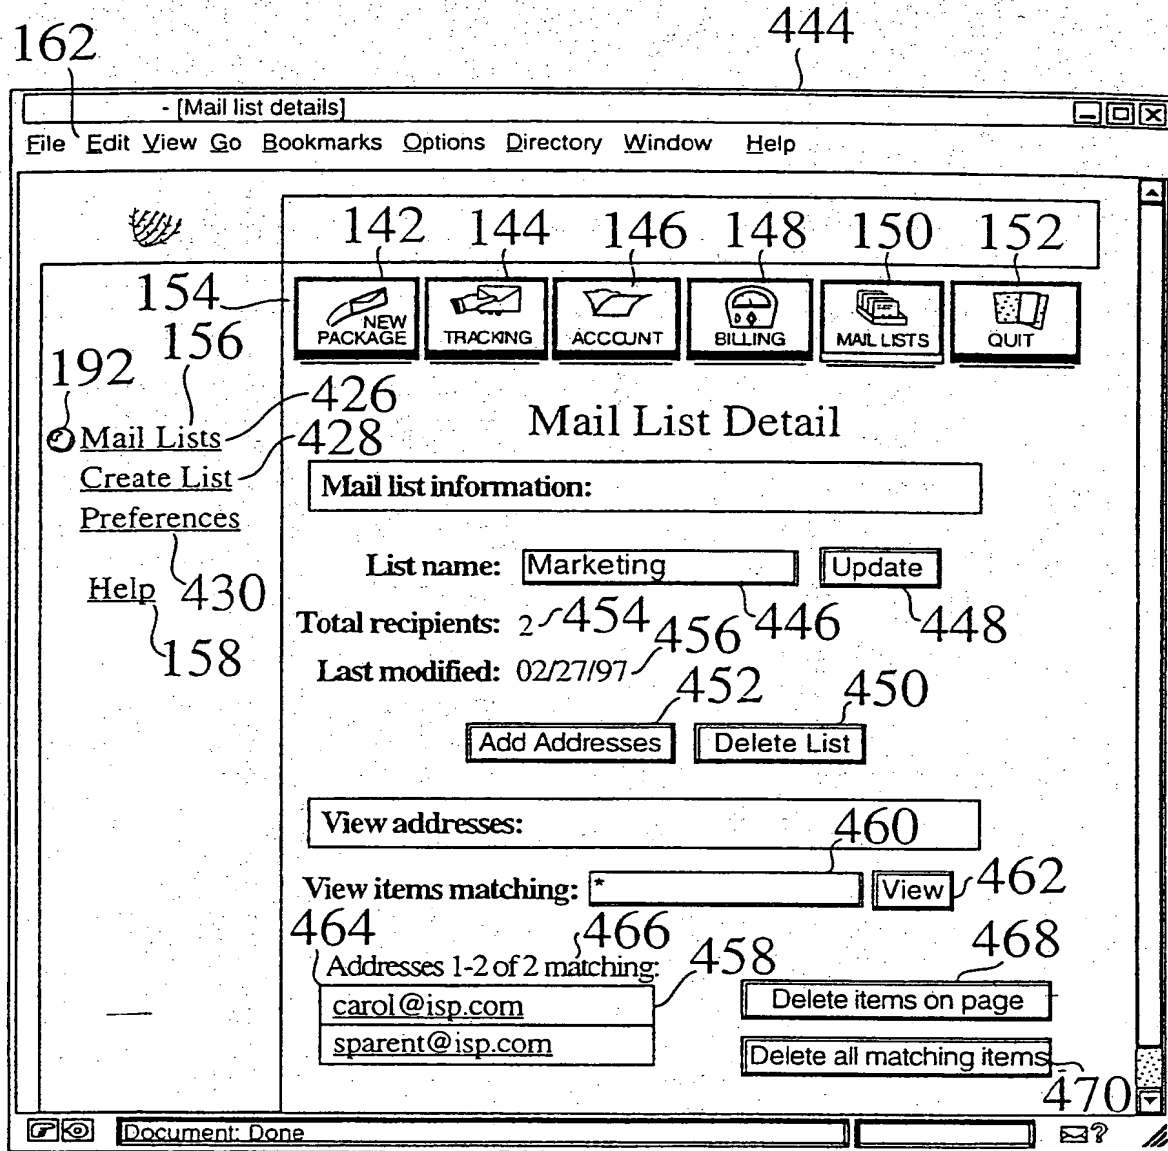 162 444
- [Mail list details]
File Edit View Go Bookmarks Options Directory Window Help
142 144 146 148 150 152
154
NEW PACKAGE TRACKING ACCOUNT BILLING MAIL LISTS QUIT
156
192
426
Mail Lists
428
Create List
Preferences
Help 430
158
Mail List Detail
Mail list information:
List name: Marketing Update
Total recipients: 2 454 446 448
Last modified: 02/27/97 456
452 450
Add Addresses Delete List
View addresses: 460
View items matching: * View 462
464 466 468
Addresses 1-2 of 2 matching: 458
carol@isp.com Delete items on page
sparent@isp.com Delete all matching items
470
Document: Done
?